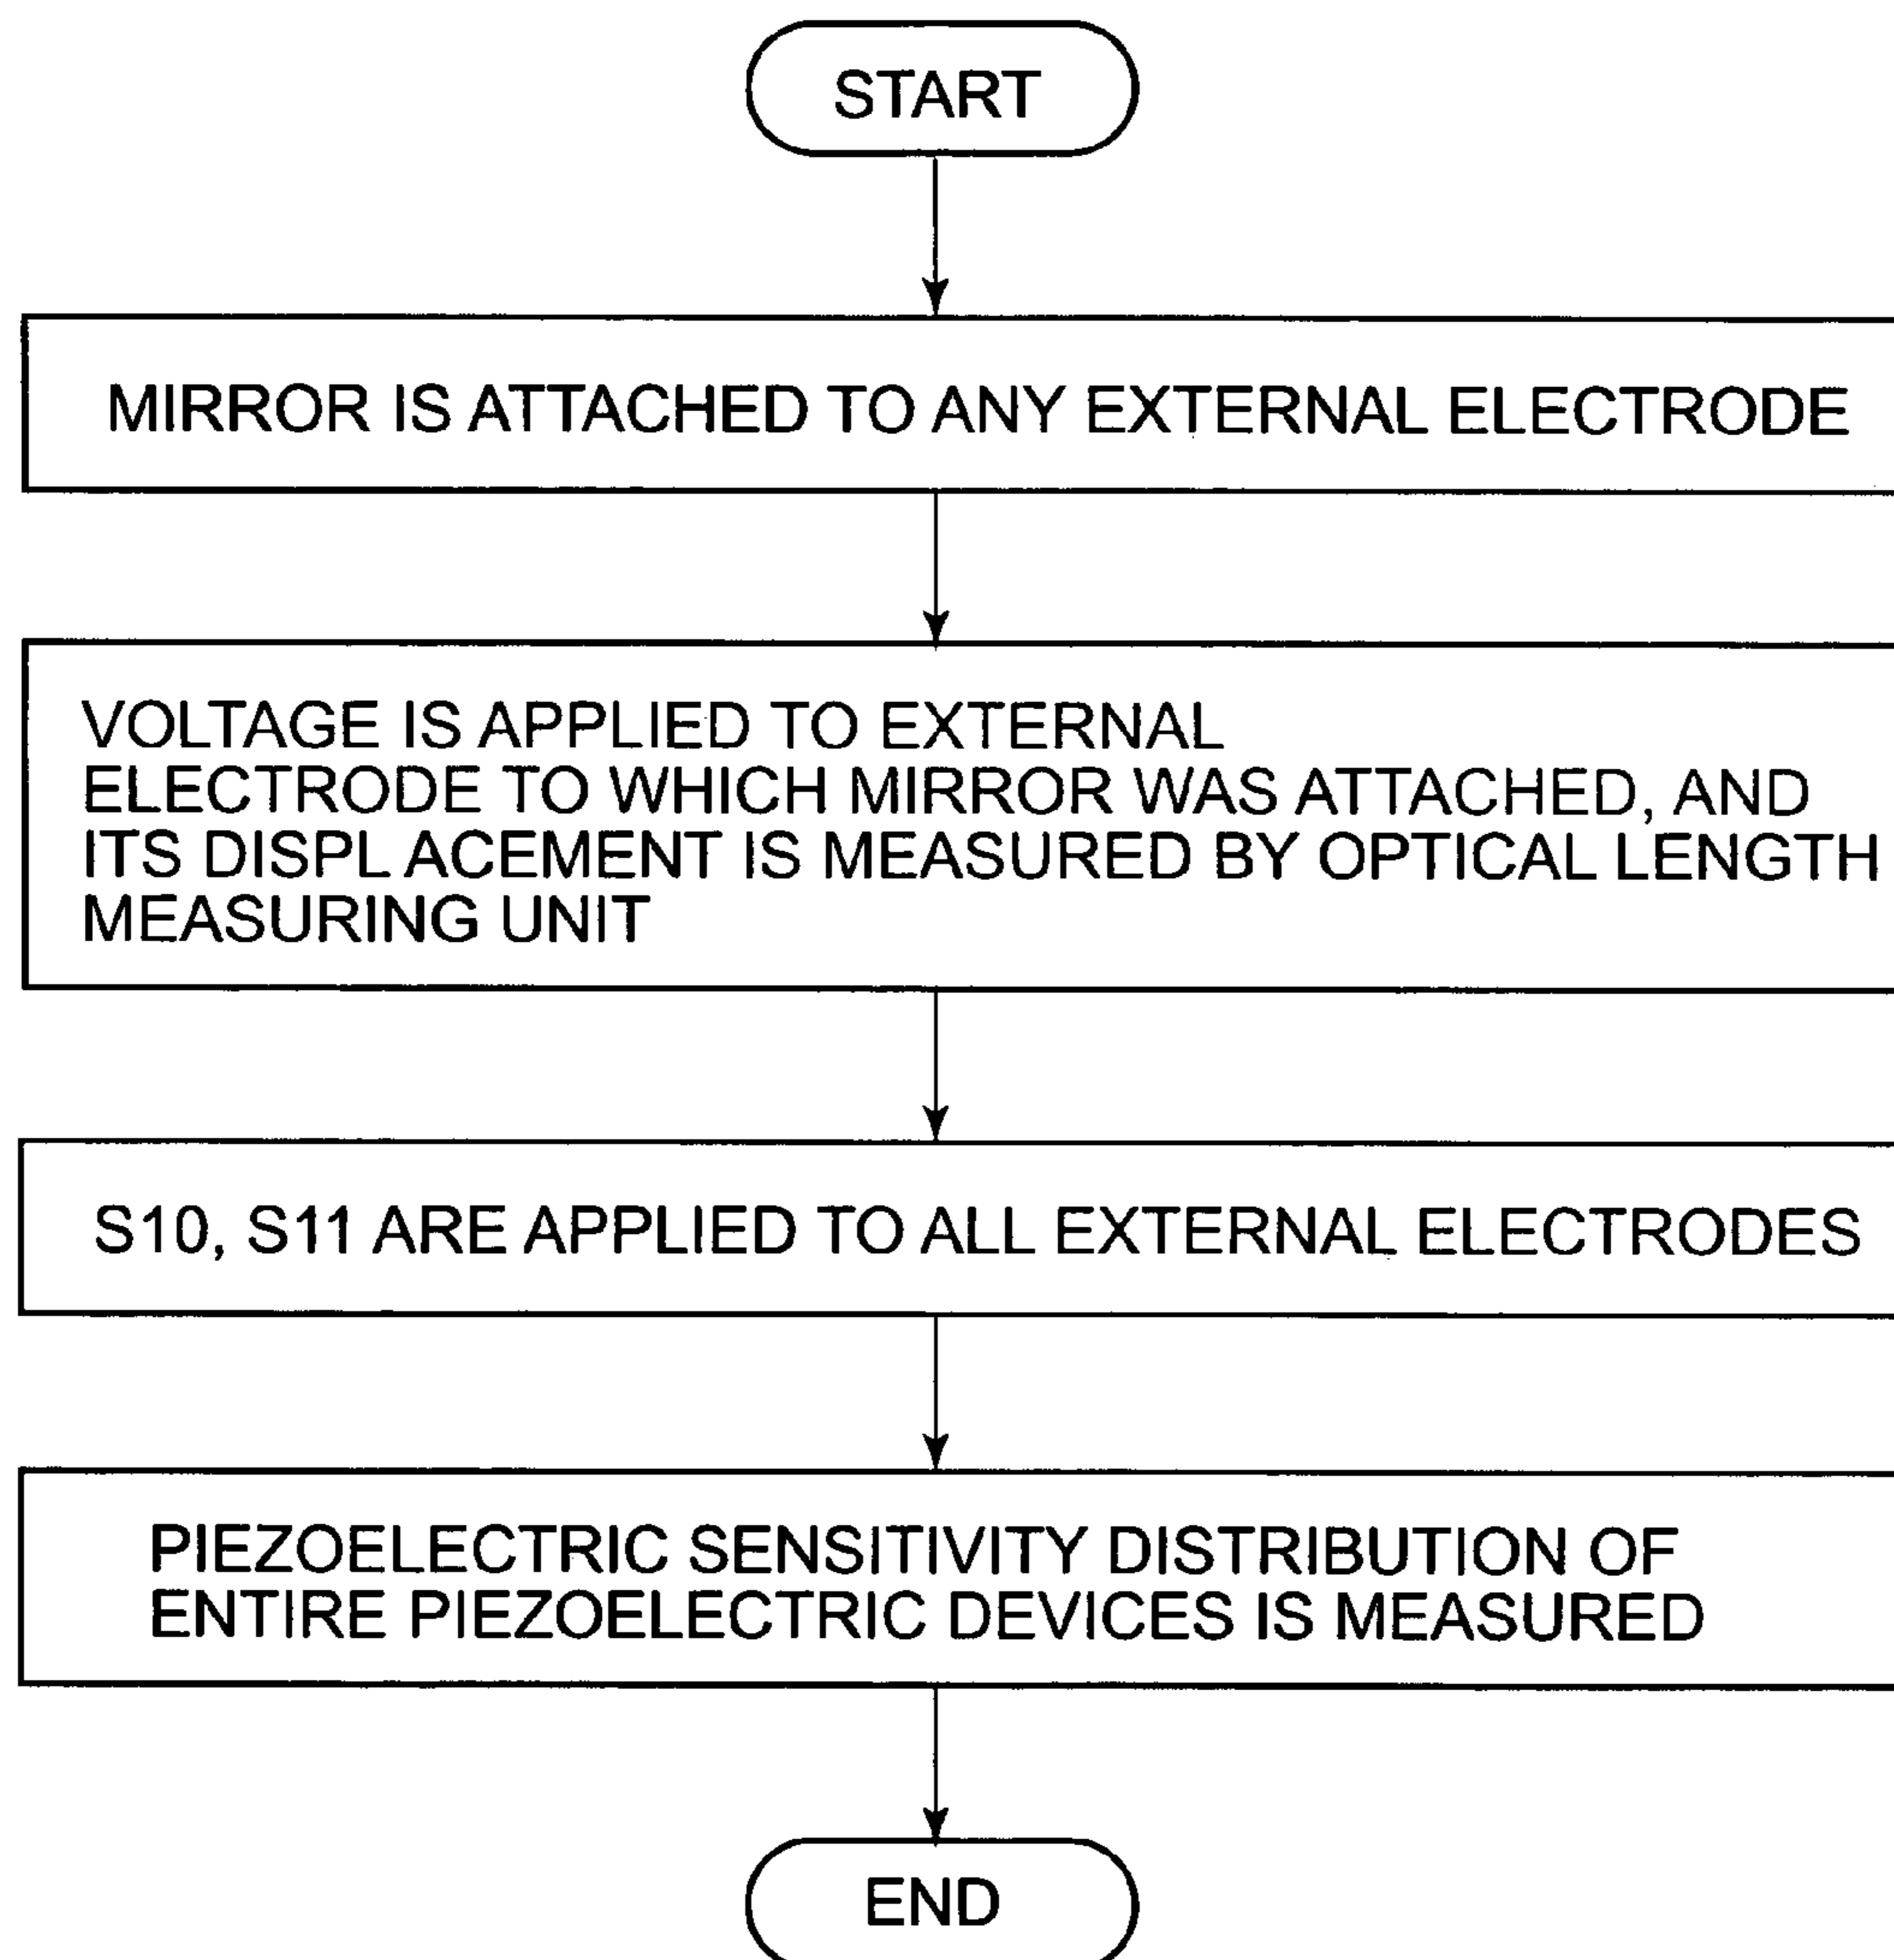 START
MIRROR IS ATTACHED TO ANY EXTERNAL ELECTRODE
VOLTAGE IS APPLIED TO EXTERNAL
ELECTRODE TO WHICH MIRROR WAS ATTACHED, AND
ITS DISPL ACEMENT IS MEASURED BY OPTICAL LENGTH
MEASURING UNIT
S10, S11 ARE APPLIED TO ALL EXTERNAL ELECTRODES
PIEZOELECTRIC SENSITIVITY DISTRIBUTION OF
ENTIRE PIEZOELECTRIC DEVICES IS MEASURED
END